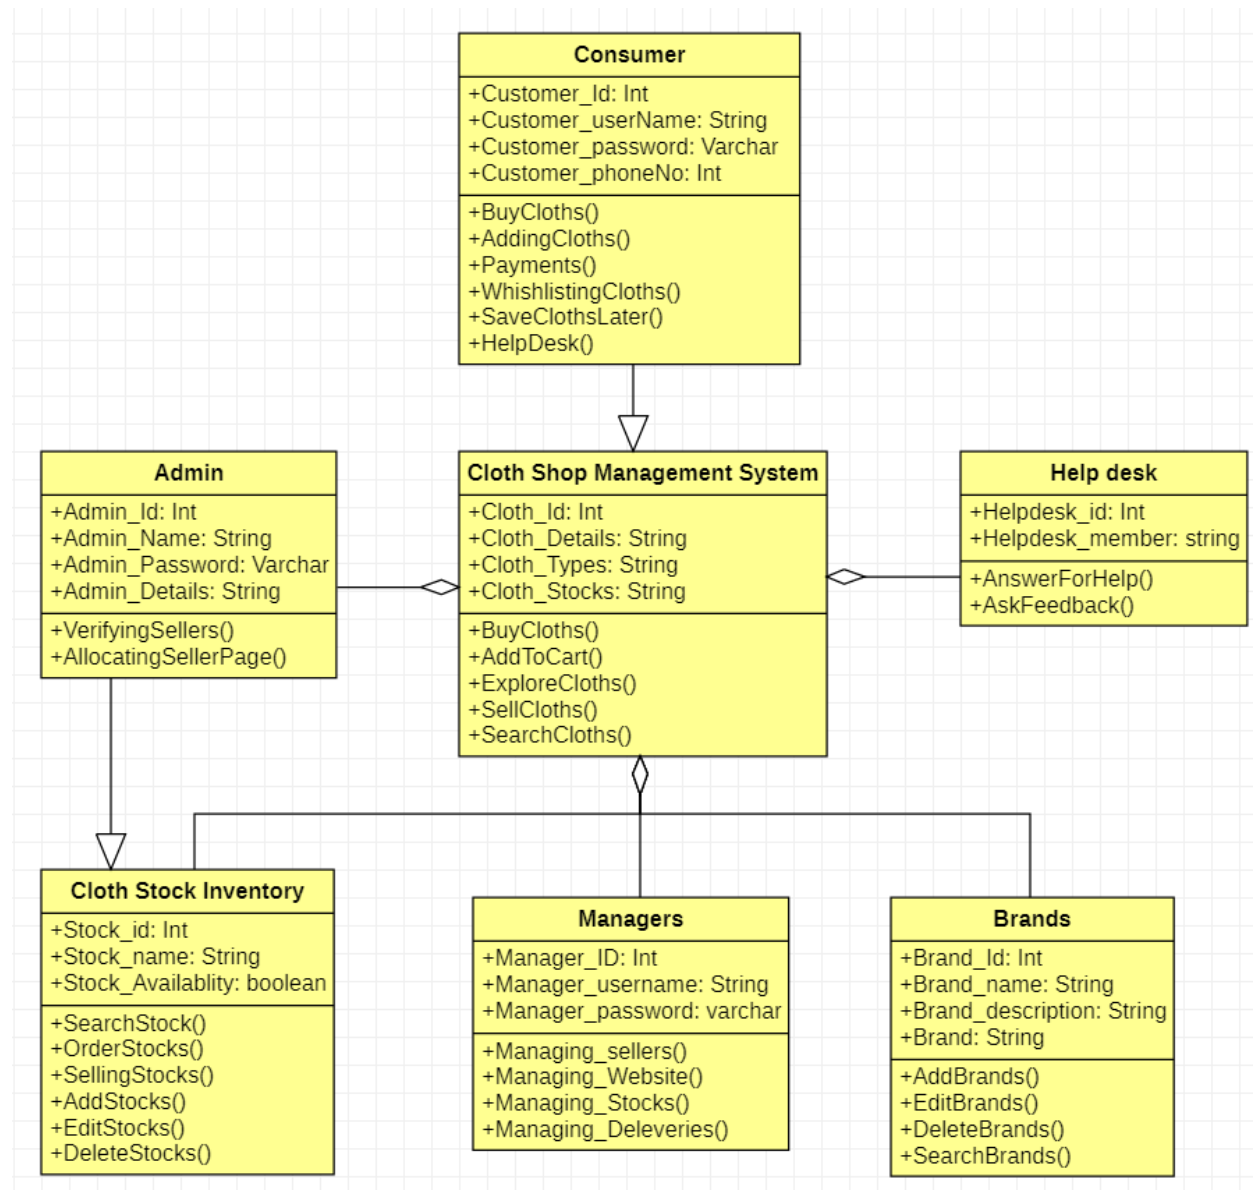 Consumer
+Customer_Id: Int
+Customer_userName: String
+Customer_password: Varchar
+Customer_phoneNo: Int
+BuyCloths()
+AddingCloths()
+Payments()
+WhishlistingCloths()
+SaveClothsLater()
+HelpDesk()
Admin
+Admin_Id: Int
+Admin_Name: String
+Admin_Password: Varchar
+Admin_Details: String
+VerifyingSellers()
+AllocatingSellerPage()
Cloth Shop Management System
+Cloth_Id: Int
+Cloth_Details: String
+Cloth_Types: String
+Cloth_Stocks: String
+BuyCloths()
+AddToCart()
+ExploreCloths()
+SellCloths()
+SearchCloths()
Help desk
+Helpdesk_id: Int
+Helpdesk_member: string
+AnswerForHelp()
+AskFeedback()
Cloth Stock Inventory
+Stock_id: Int
+Stock_name: String
+Stock_Availablity: boolean
+SearchStock()
+OrderStocks()
+SellingStocks()
+AddStocks()
+EditStocks()
+DeleteStocks()
Managers
+Manager_ID: Int
+Manager_username: String
+Manager_password: varchar
+Managing_sellers()
+Managing_Website()
+Managing_Stocks()
+Managing_Deleveries()
Brands
+Brand_Id: Int
+Brand_name: String
+Brand_description: String
+Brand: String
+AddBrands()
+EditBrands()
+DeleteBrands()
+SearchBrands()